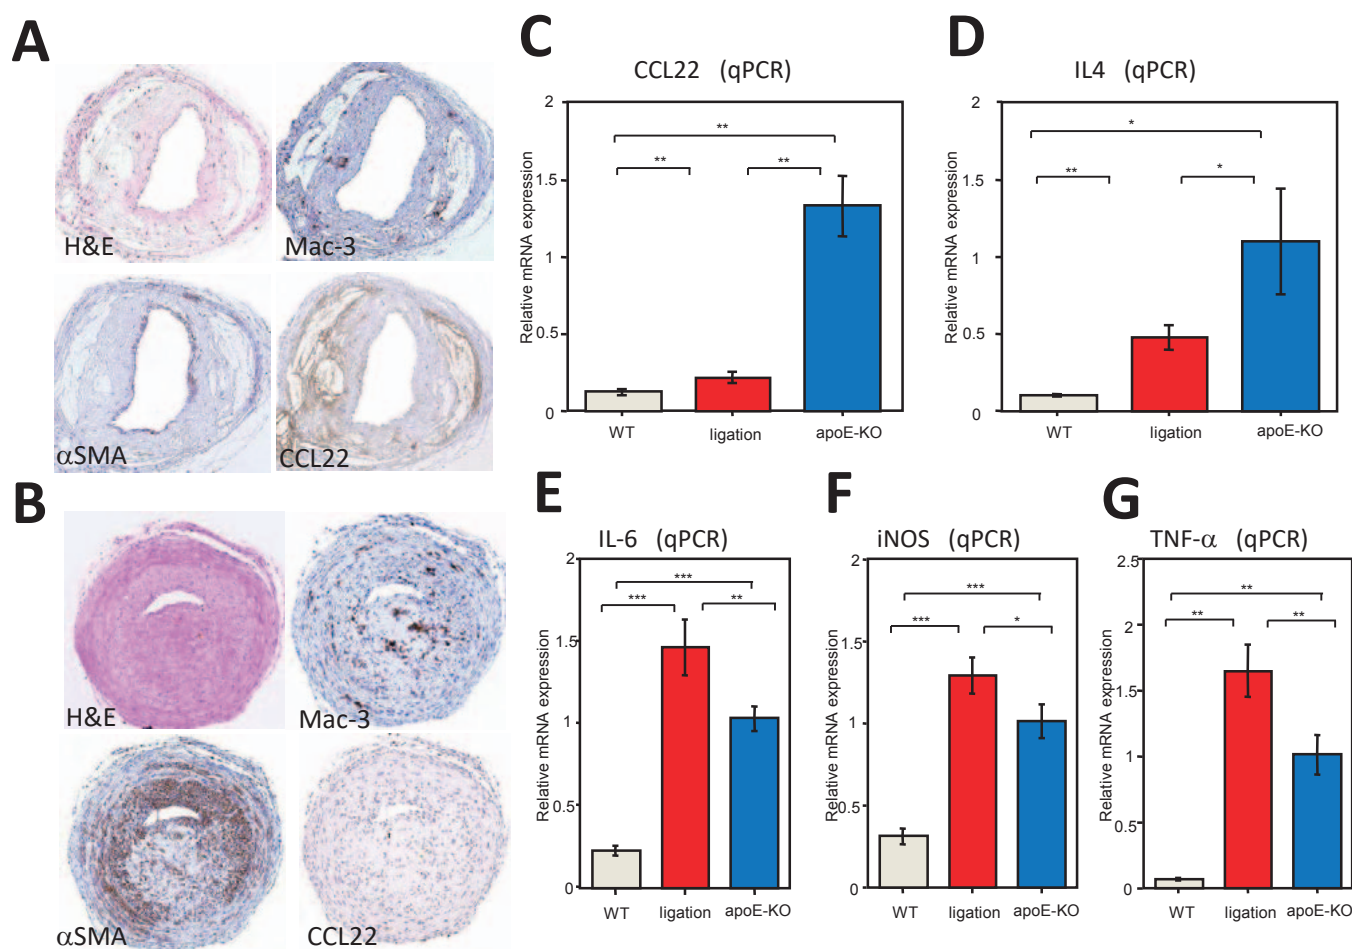 A
H&E
Mac-3
αSMA
CCL22
B
H&E
Mac-3
αSMA
CCL22
C
CCL22 (qPCR)
Relative mRNA expression
2
1.5
1
0.5
0
**
**
**
WT
ligation
apoE-KO
D
IL4 (qPCR)
Relative mRNA expression
2
1.5
1
0.5
0
*
**
*
WT
ligation
apoE-KO
E
IL-6 (qPCR)
Relative mRNA expression
2
1.5
1
0.5
0
***
***
**
WT
ligation
apoE-KO
F
iNOS (qPCR)
Relative mRNA expression
2
1.5
1
0.5
0
***
***
*
WT
ligation
apoE-KO
G
TNF-α (qPCR)
Relative mRNA expression
2.5
2
1.5
1
0.5
0
**
**
**
WT
ligation
apoE-KO